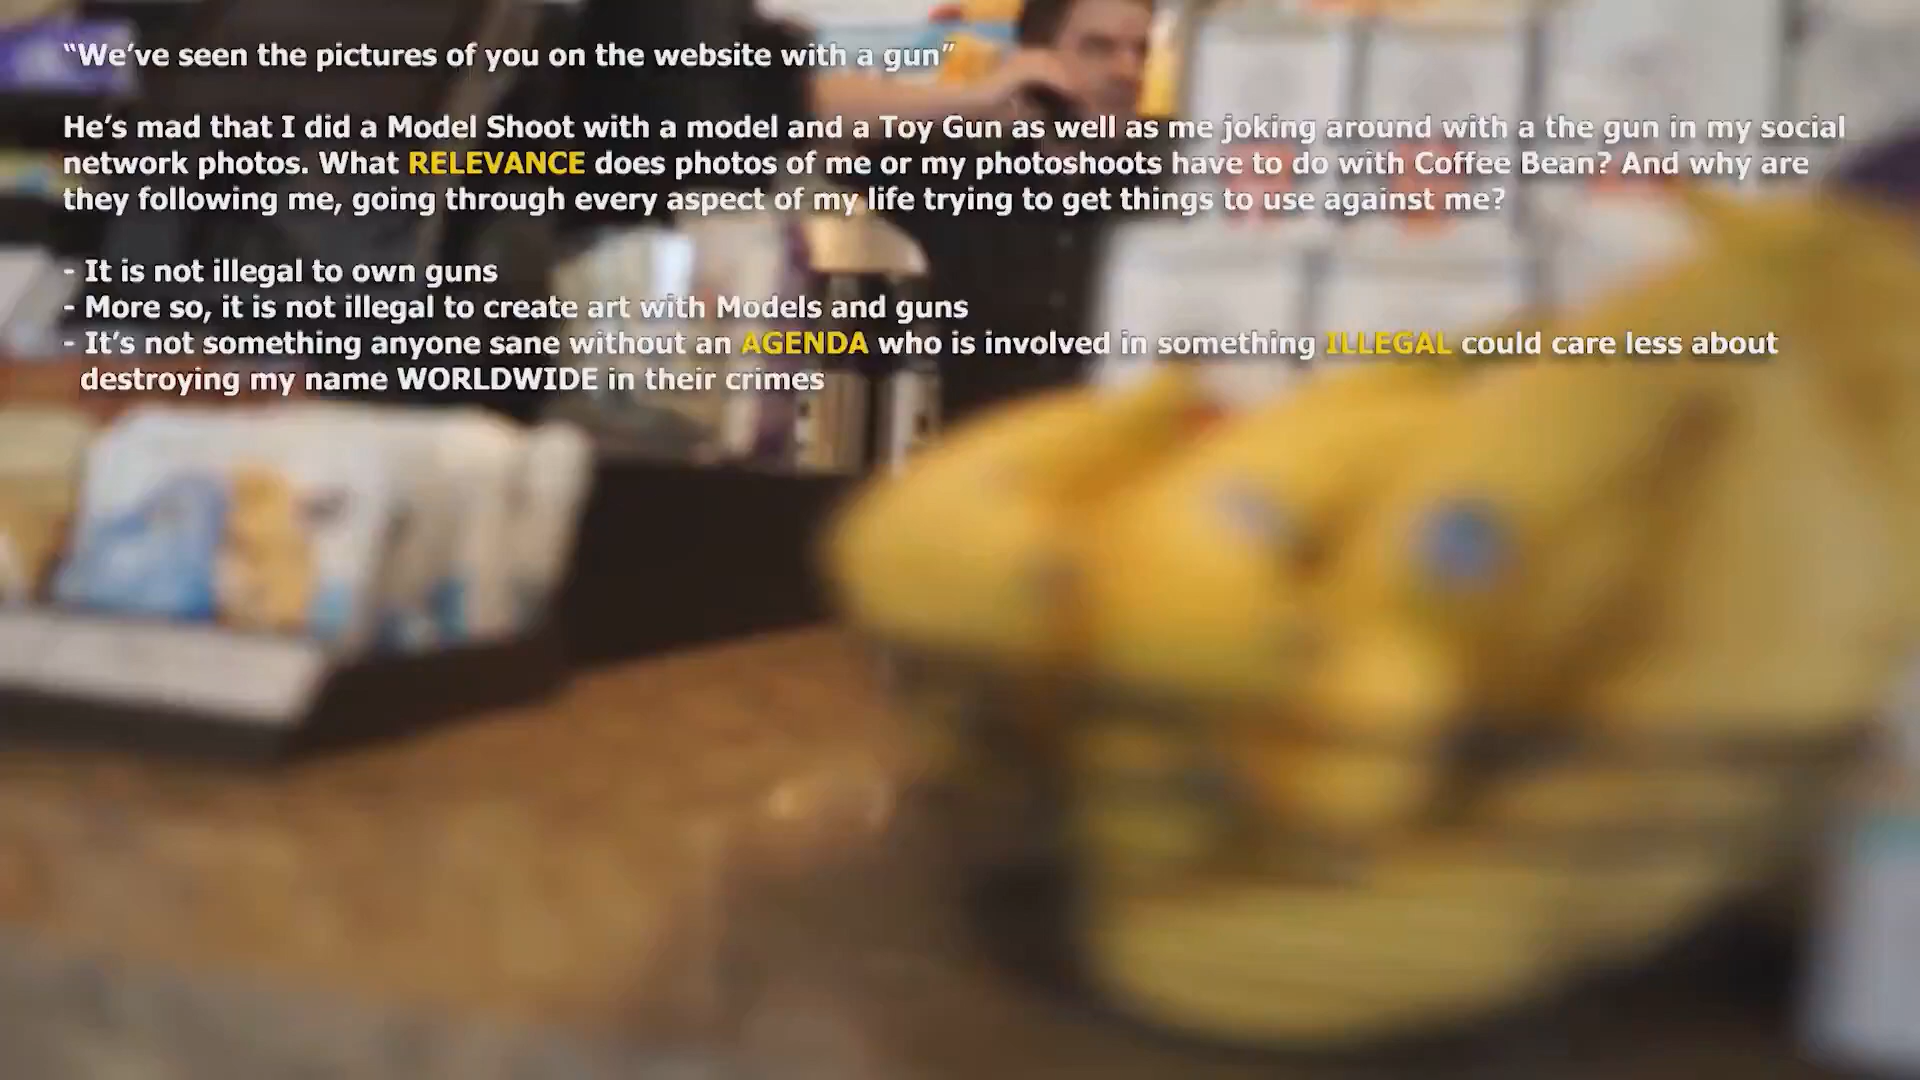 “We’ve seen the pictures of you on the website with a gun”
He’s mad that I did a Model Shoot with a model and a Toy Gun as well as me joking around with a the gun in my social
network photos. What RELEVANCE does photos of me or my photoshoots have to do with Coffee Bean? And why are
they following me, going through every aspect of my life trying to get things to use against me?
- It is not illegal to own guns
- More so, it is not illegal to create art with Models and guns
- It’s not something anyone sane without an AGENDA who is involved in something ILLEGAL could care less about
destroying my name WORLDWIDE in their crimes